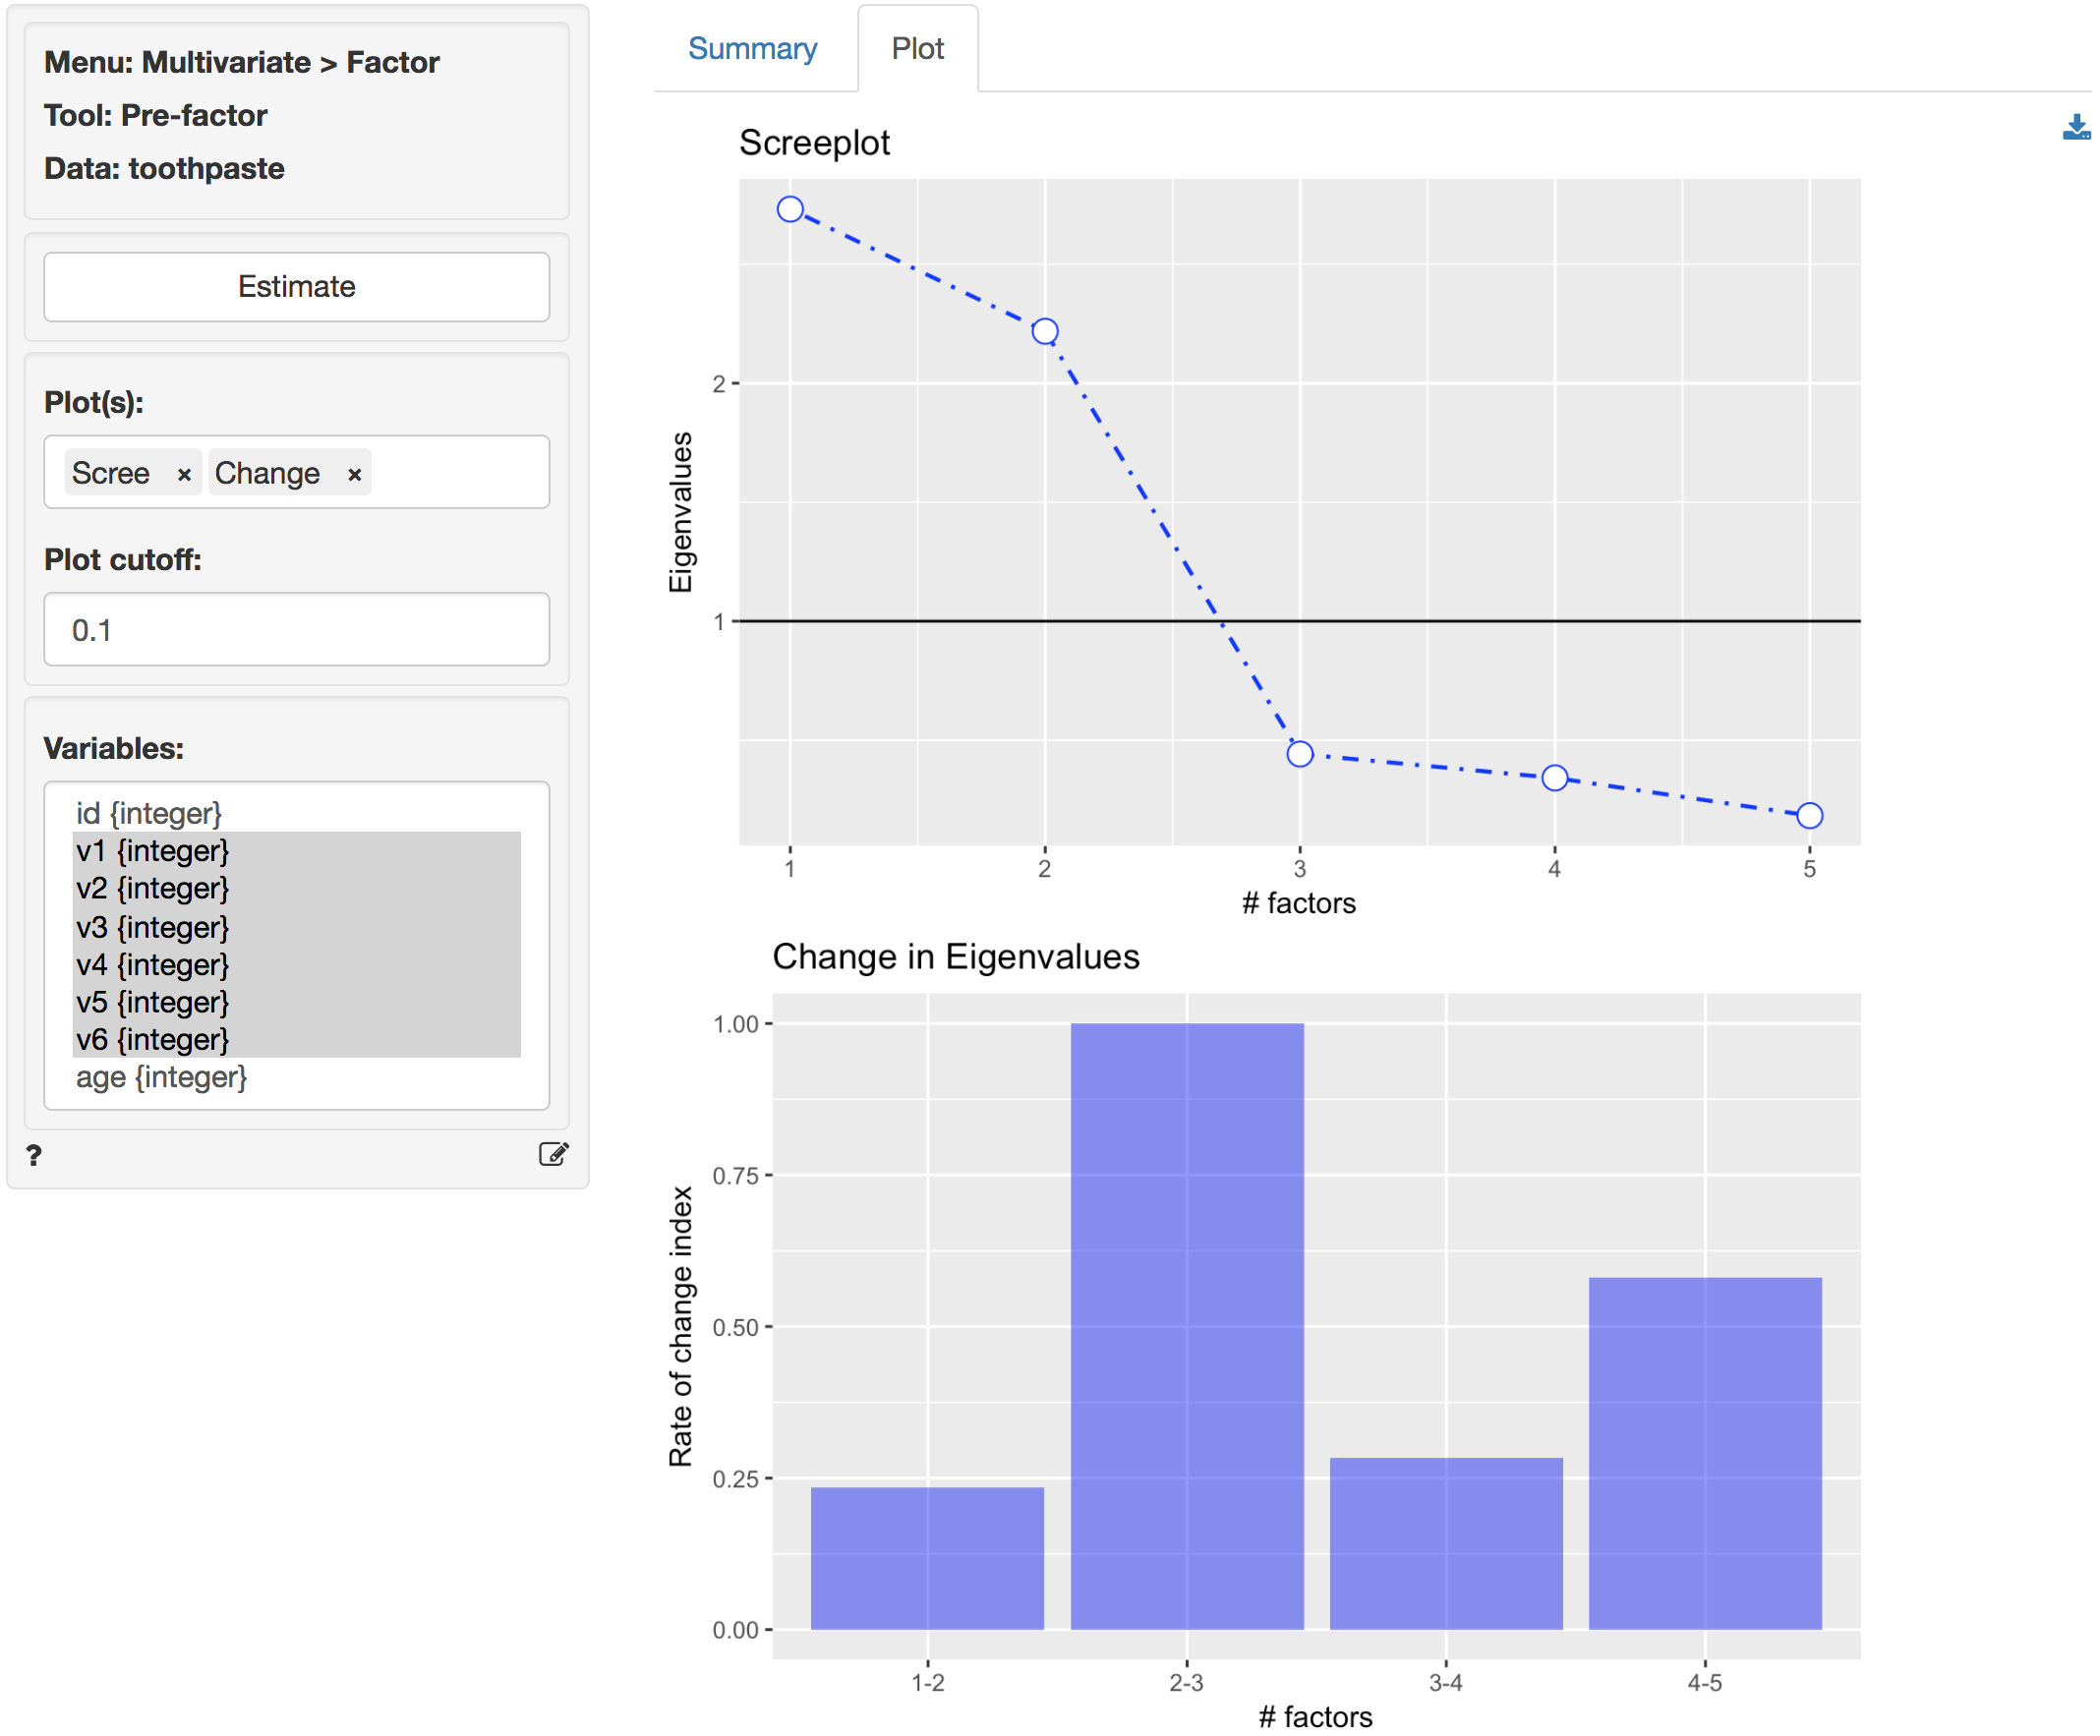 Menu: Multivariate > Factor
Tool: Pre-factor
Data: toothpaste
Estimate
Plot(s):
Scree × Change ×
Plot cutoff:
0.1
Variables:
id {integer}
v1 {integer}
v2 {integer}
v3 {integer}
v4 {integer}
v5 {integer}
v6 {integer}
age {integer}
?
Summary Plot
Screeplot
Eigenvalues
2
1
1 2 3 4 5
# factors
Change in Eigenvalues
Rate of change index
1.00
0.75
0.50
0.25
0.00
1-2 2-3 3-4 4-5
# factors